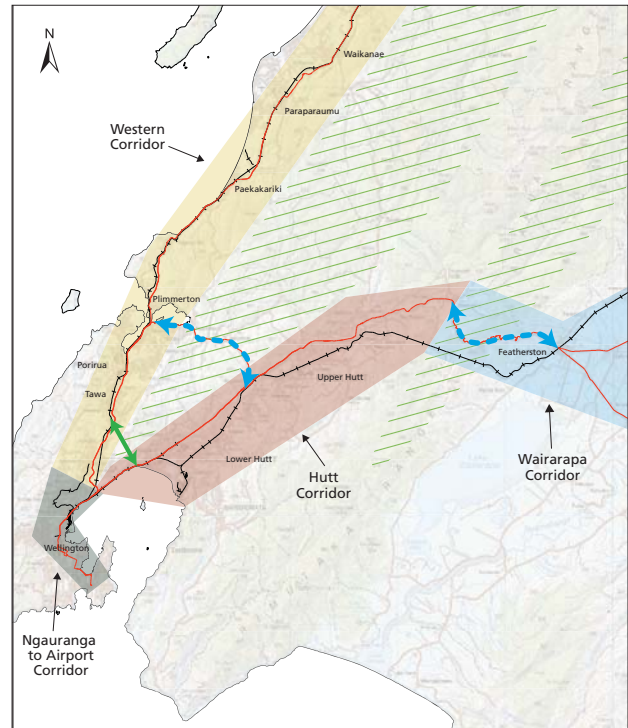 N
Waikanae
Paraparaumu
Western
Corridor
Paekakariki
Plimmerton
Porirua
Tawa
Featherston
Upper Hutt
Lower Hutt
Hutt
Corridor
Wairarapa
Corridor
Wellington
Ngauranga
to Airport
Corridor